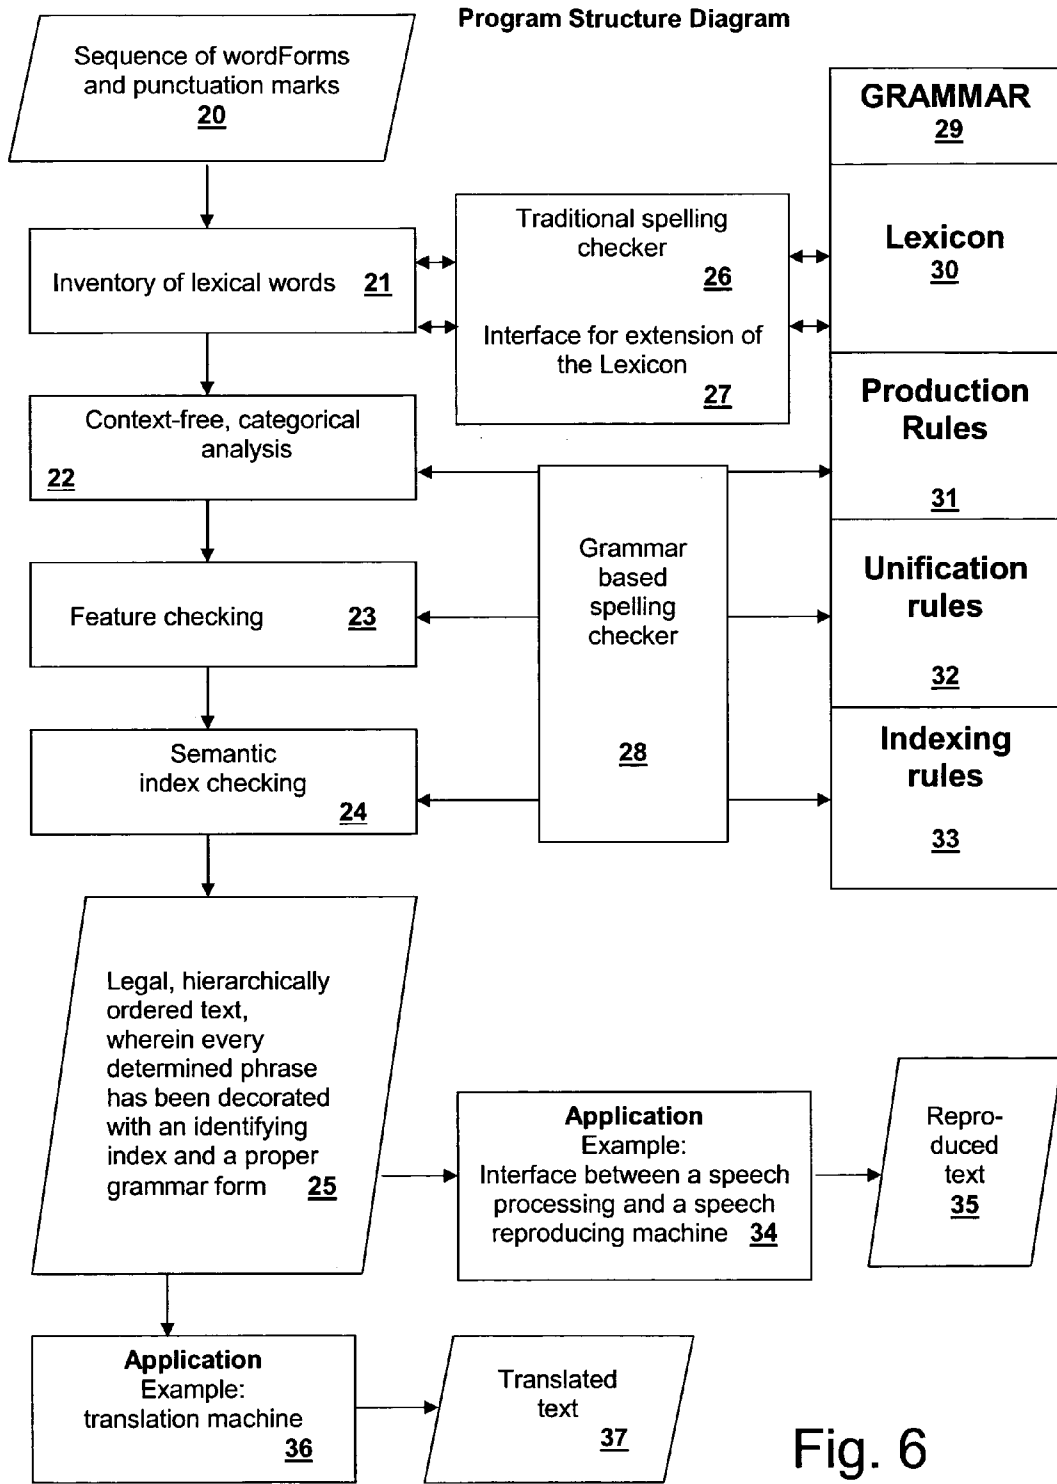 Program Structure Diagram
Sequence of wordForms
and punctuation marks
20
GRAMMAR
29
Inventory of lexical words 21
Traditional spelling
checker
26
Interface for extension of
the Lexicon
27
Lexicon
30
Context-free, categorical
analysis
22
Production
Rules
31
Grammar
based
spelling
checker
28
Feature checking 23
Unification
rules
32
Semantic
index checking
24
Indexing
rules
33
Legal, hierarchically
ordered text,
wherein every
determined phrase
has been decorated
with an identifying
index and a proper
grammar form 25
Application
Example:
Interface between a speech
processing and a speech
reproducing machine 34
Repro-
duced
text
35
Application
Example:
translation machine
36
Translated
text
37
Fig. 6